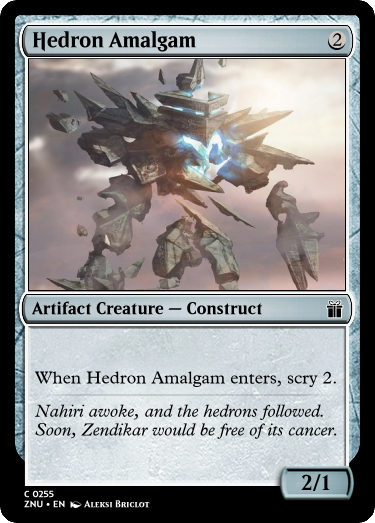 Hedron Amalgam 2
Artifact Creature — Construct
When Hedron Amalgam enters, scry 2.
Nahiri awoke, and the hedrons followed.
Soon, Zendikar would be free of its cancer.
2/1
C 0255
ZNU • EN Aleksi Briclot